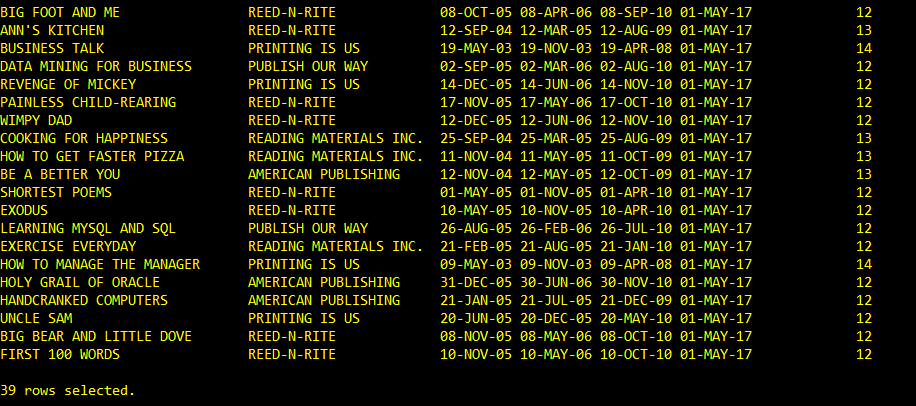 BIG FOOT AND ME REED-N-RITE 08-OCT-05 08-APR-06 08-SEP-10 01-MAY-17 12
ANN'S KITCHEN REED-N-RITE 12-SEP-04 12-MAR-05 12-AUG-09 01-MAY-17 13
BUSINESS TALK PRINTING IS US 19-MAY-03 19-NOV-03 19-APR-08 01-MAY-17 14
DATA MINING FOR BUSINESS PUBLISH OUR WAY 02-SEP-05 02-MAR-06 02-AUG-10 01-MAY-17 12
REVENGE OF MICKEY PRINTING IS US 14-DEC-05 14-JUN-06 14-NOV-10 01-MAY-17 12
PAINLESS CHILD-REARING REED-N-RITE 17-NOV-05 17-MAY-06 17-OCT-10 01-MAY-17 12
WIMPY DAD REED-N-RITE 12-DEC-05 12-JUN-06 12-NOV-10 01-MAY-17 12
COOKING FOR HAPPINESS READING MATERIALS INC. 25-SEP-04 25-MAR-05 25-AUG-09 01-MAY-17 13
HOW TO GET FASTER PIZZA READING MATERIALS INC. 11-NOV-04 11-MAY-05 11-OCT-09 01-MAY-17 13
BE A BETTER YOU AMERICAN PUBLISHING 12-NOV-04 12-MAY-05 12-OCT-09 01-MAY-17 13
SHORTEST POEMS REED-N-RITE 01-MAY-05 01-NOV-05 01-APR-10 01-MAY-17 12
EXODUS REED-N-RITE 10-MAY-05 10-NOV-05 10-APR-10 01-MAY-17 12
LEARNING MYSQL AND SQL PUBLISH OUR WAY 26-AUG-05 26-FEB-06 26-JUL-10 01-MAY-17 12
EXERCISE EVERYDAY READING MATERIALS INC. 21-FEB-05 21-AUG-05 21-JAN-10 01-MAY-17 12
HOW TO MANAGE THE MANAGER PRINTING IS US 09-MAY-03 09-NOV-03 09-APR-08 01-MAY-17 14
HOLY GRAIL OF ORACLE AMERICAN PUBLISHING 31-DEC-05 30-JUN-06 30-NOV-10 01-MAY-17 12
HANDCRANKED COMPUTERS AMERICAN PUBLISHING 21-JAN-05 21-JUL-05 21-DEC-09 01-MAY-17 12
UNCLE SAM PRINTING IS US 20-JUN-05 20-DEC-05 20-MAY-10 01-MAY-17 12
BIG BEAR AND LITTLE DOVE REED-N-RITE 08-NOV-05 08-MAY-06 08-OCT-10 01-MAY-17 12
FIRST 100 WORDS REED-N-RITE 10-NOV-05 10-MAY-06 10-OCT-10 01-MAY-17 12
39 rows selected.